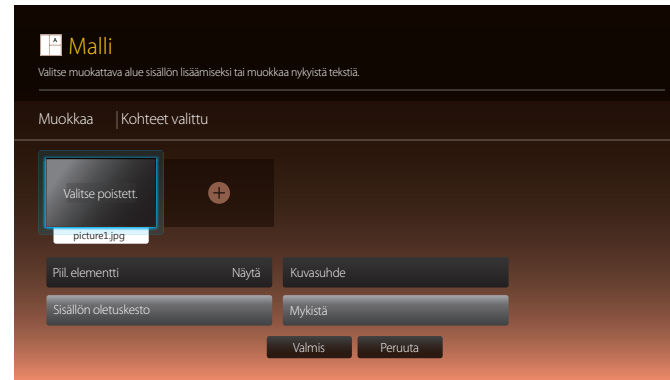 Malli
Valitse muokattava alue sisällön lisäämiseksi tai muokkaa nykyistä tekstiä.
Muokkaa | Kohteet valittu
Valitse poistett.
picture1.jpg
Piil. elementti Näytä Kuvasuhde
Sisällön oletuskesto Mykistä
Valmis Peruuta